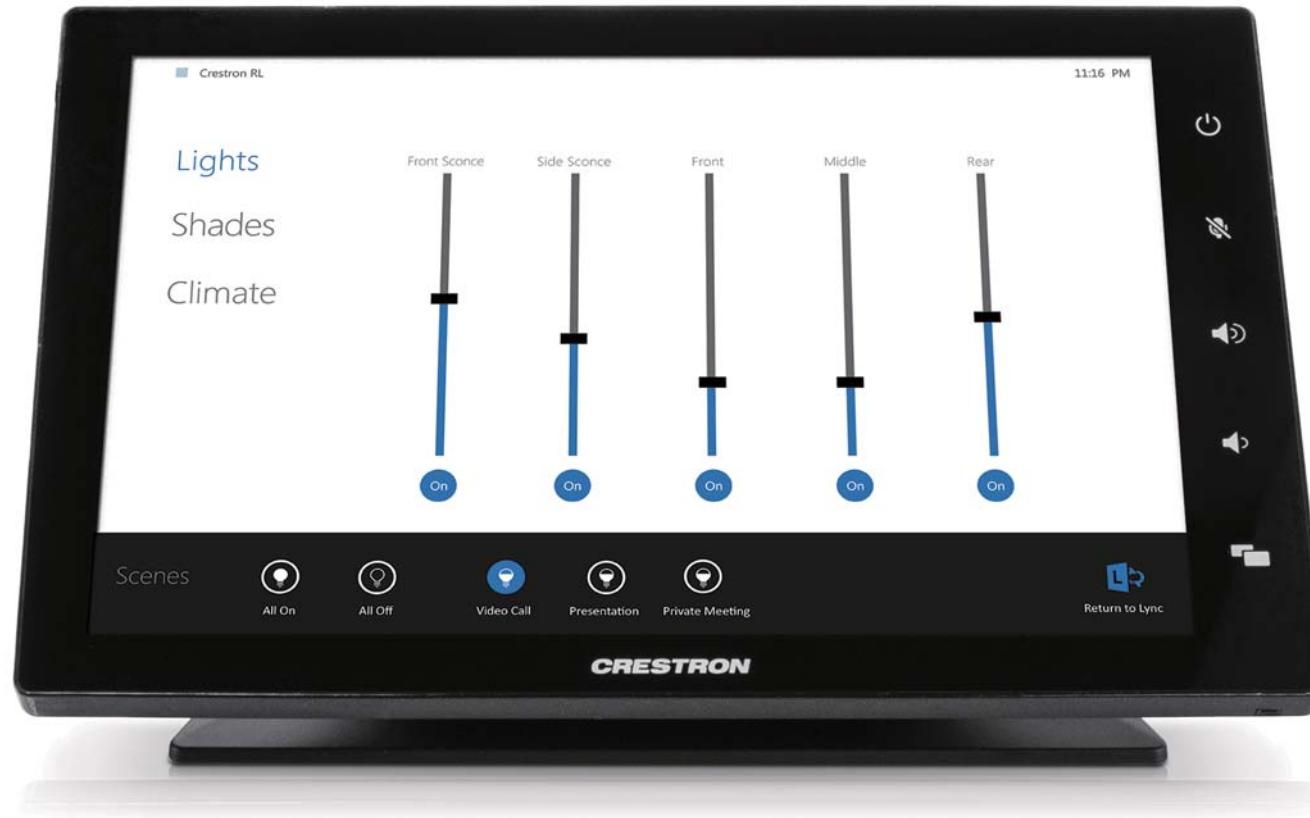 Crestron RL
11:16 PM
Lights
Shades
Climate
Front Sconce
Side Sconce
Front
Middle
Rear
On
On
On
On
On
Scenes
All On
All Off
Video Call
Presentation
Private Meeting
L
Return to Lync
CRESTRON